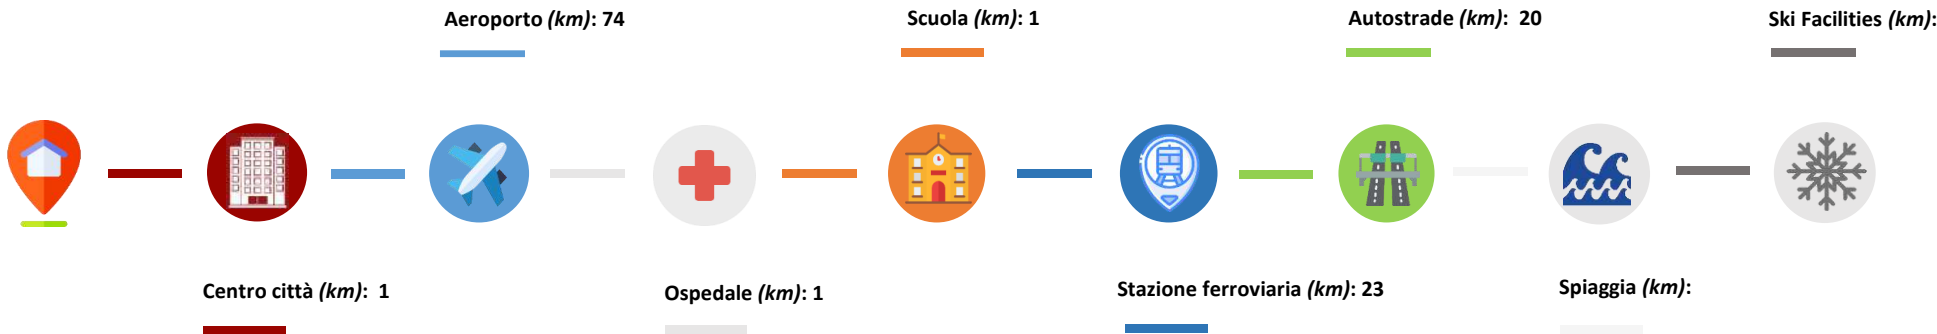 Aeroporto (km): 74
Scuola (km): 1
Autostrade (km): 20
Ski Facilities (km):
Centro città (km): 1
Ospedale (km): 1
Stazione ferroviaria (km): 23
Spiaggia (km):